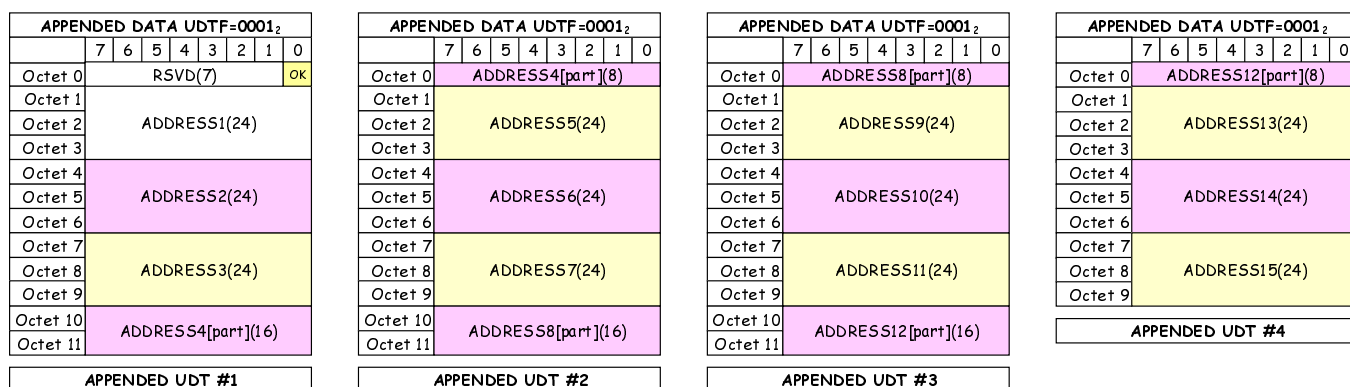 APPENDED DATA UDTF=0001₂
7 6 5 4 3 2 1 0
Octet 0 RSVD(7) OK
Octet 1
Octet 2 ADDRESS1(24)
Octet 3
Octet 4
Octet 5 ADDRESS2(24)
Octet 6
Octet 7
Octet 8 ADDRESS3(24)
Octet 9
Octet 10 ADDRESS4[part](16)
Octet 11
APPENDED UDT #1
APPENDED DATA UDTF=0001₂
7 6 5 4 3 2 1 0
Octet 0 ADDRESS4[part](8)
Octet 1
Octet 2 ADDRESS5(24)
Octet 3
Octet 4
Octet 5 ADDRESS6(24)
Octet 6
Octet 7
Octet 8 ADDRESS7(24)
Octet 9
Octet 10 ADDRESS8[part](16)
Octet 11
APPENDED UDT #2
APPENDED DATA UDTF=0001₂
7 6 5 4 3 2 1 0
Octet 0 ADDRESS8[part](8)
Octet 1
Octet 2 ADDRESS9(24)
Octet 3
Octet 4
Octet 5 ADDRESS10(24)
Octet 6
Octet 7
Octet 8 ADDRESS11(24)
Octet 9
Octet 10 ADDRESS12[part](16)
Octet 11
APPENDED UDT #3
APPENDED DATA UDTF=0001₂
7 6 5 4 3 2 1 0
Octet 0 ADDRESS12[part](8)
Octet 1
Octet 2 ADDRESS13(24)
Octet 3
Octet 4
Octet 5 ADDRESS14(24)
Octet 6
Octet 7
Octet 8 ADDRESS15(24)
Octet 9
APPENDED UDT #4